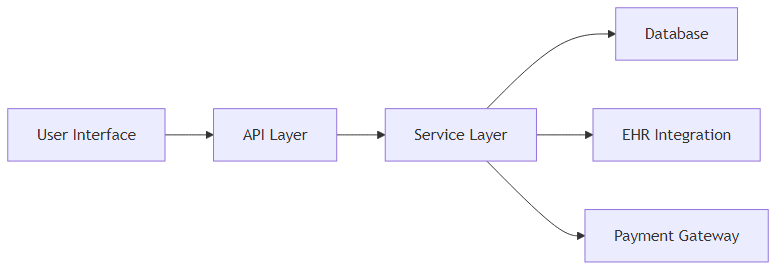 Database
User Interface
API Layer
Service Layer
EHR Integration
Payment Gateway